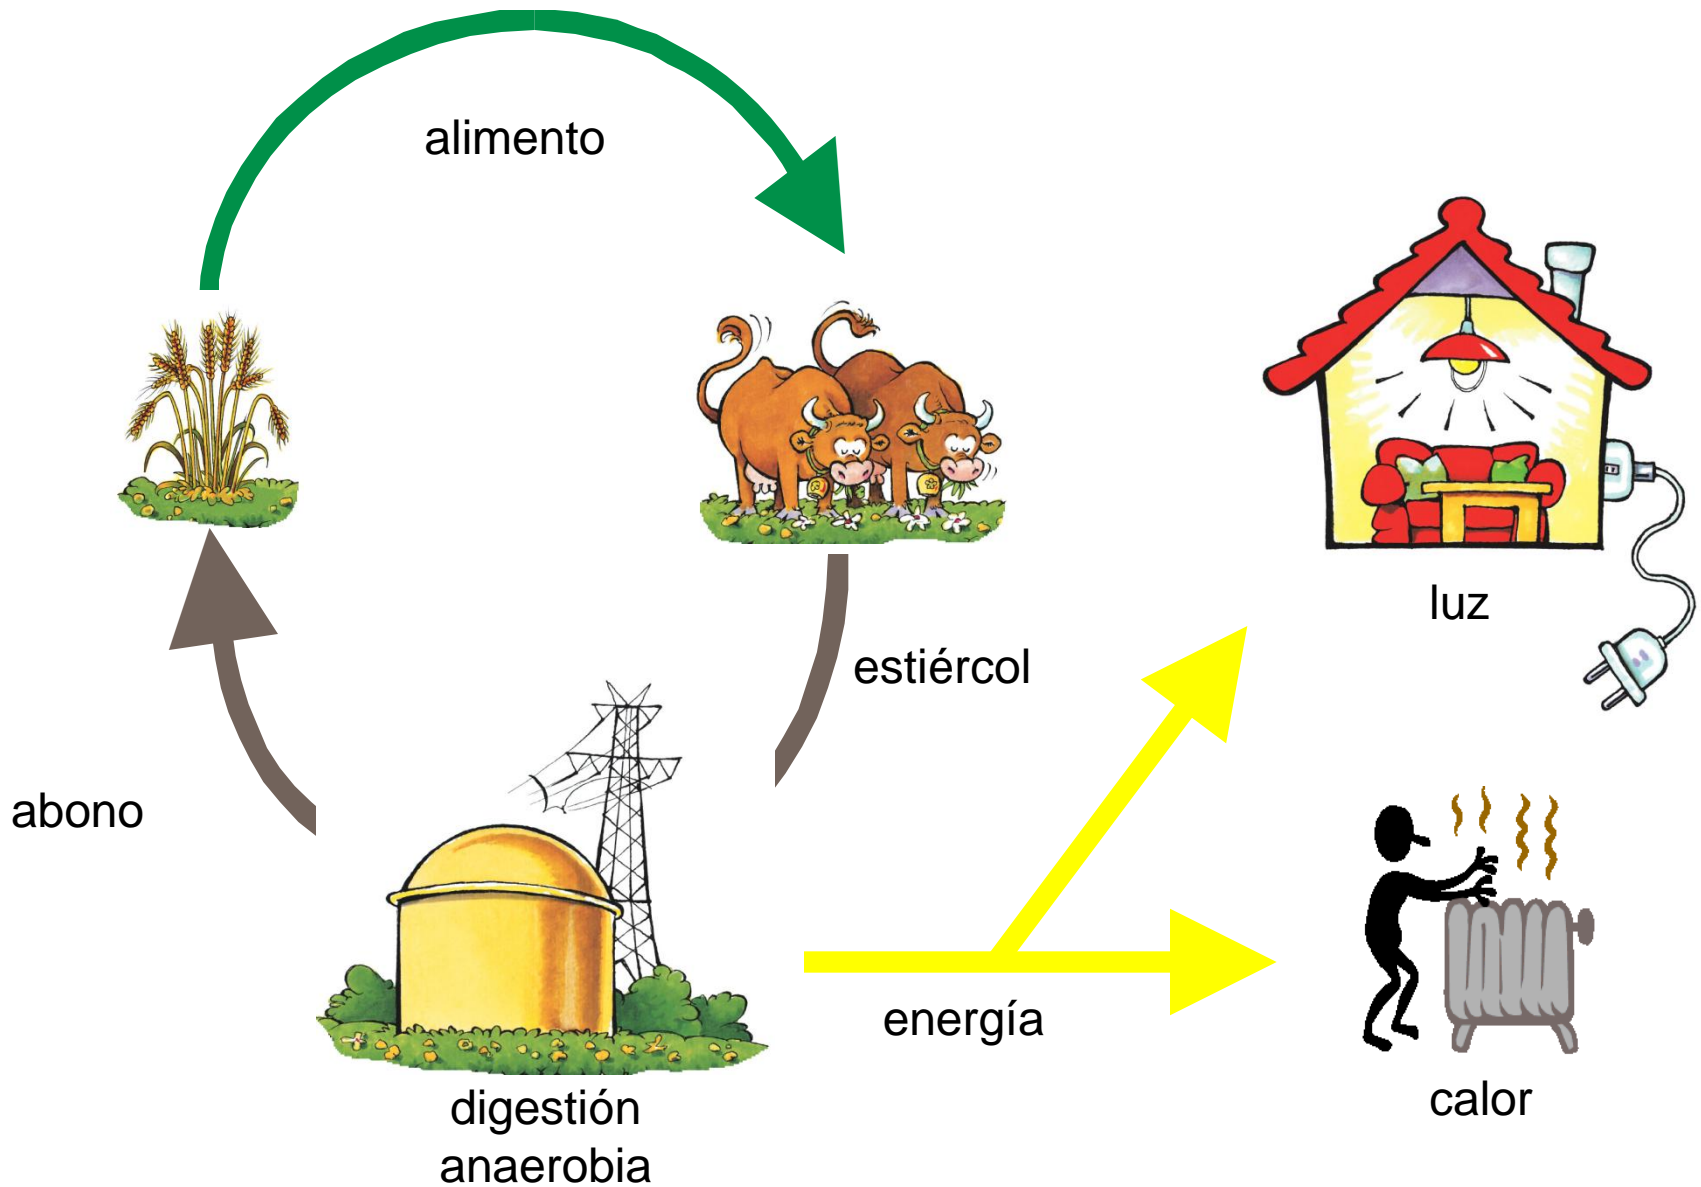 alimento
luz
estiércol
abono
energía
calor
digestión
anaerobia